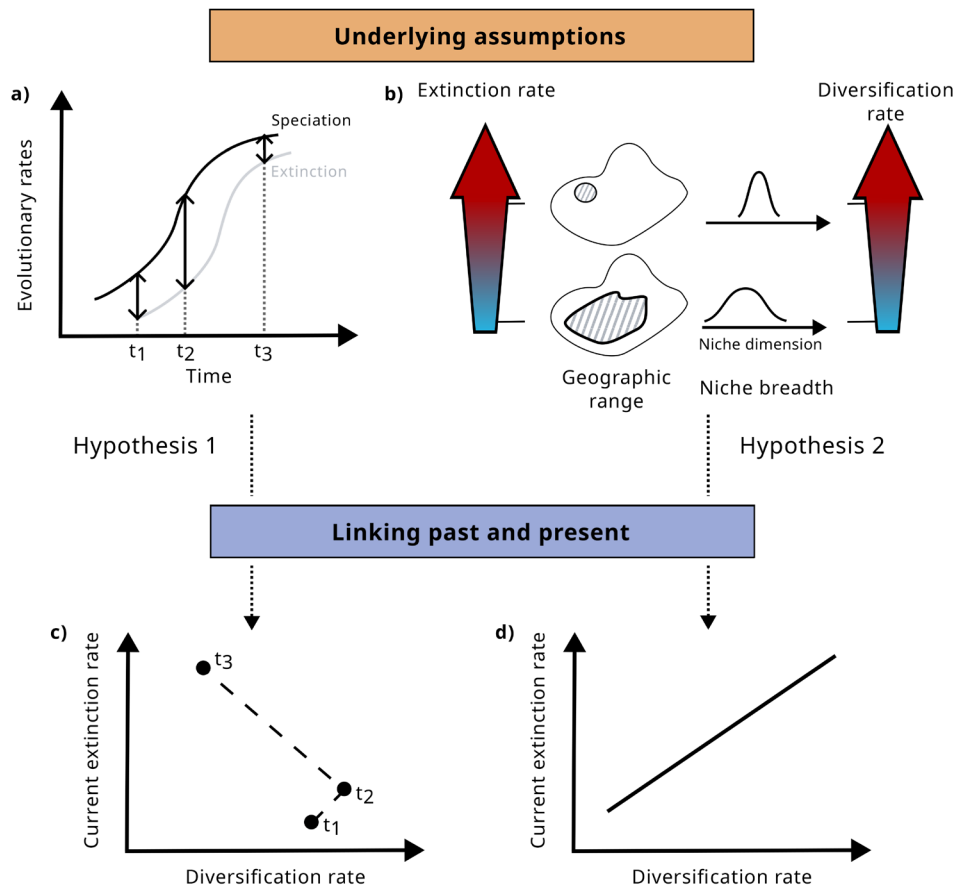 Underlying assumptions
a)
Evolutionary rates
Speciation
Extinction
t1
t2
t3
Time
b)
Extinction rate
Diversification
rate
Niche dimension
Geographic
range
Niche breadth
Hypothesis 1
Hypothesis 2
Linking past and present
c)
Current extinction rate
t3
t2
t1
Diversification rate
d)
Current extinction rate
Diversification rate